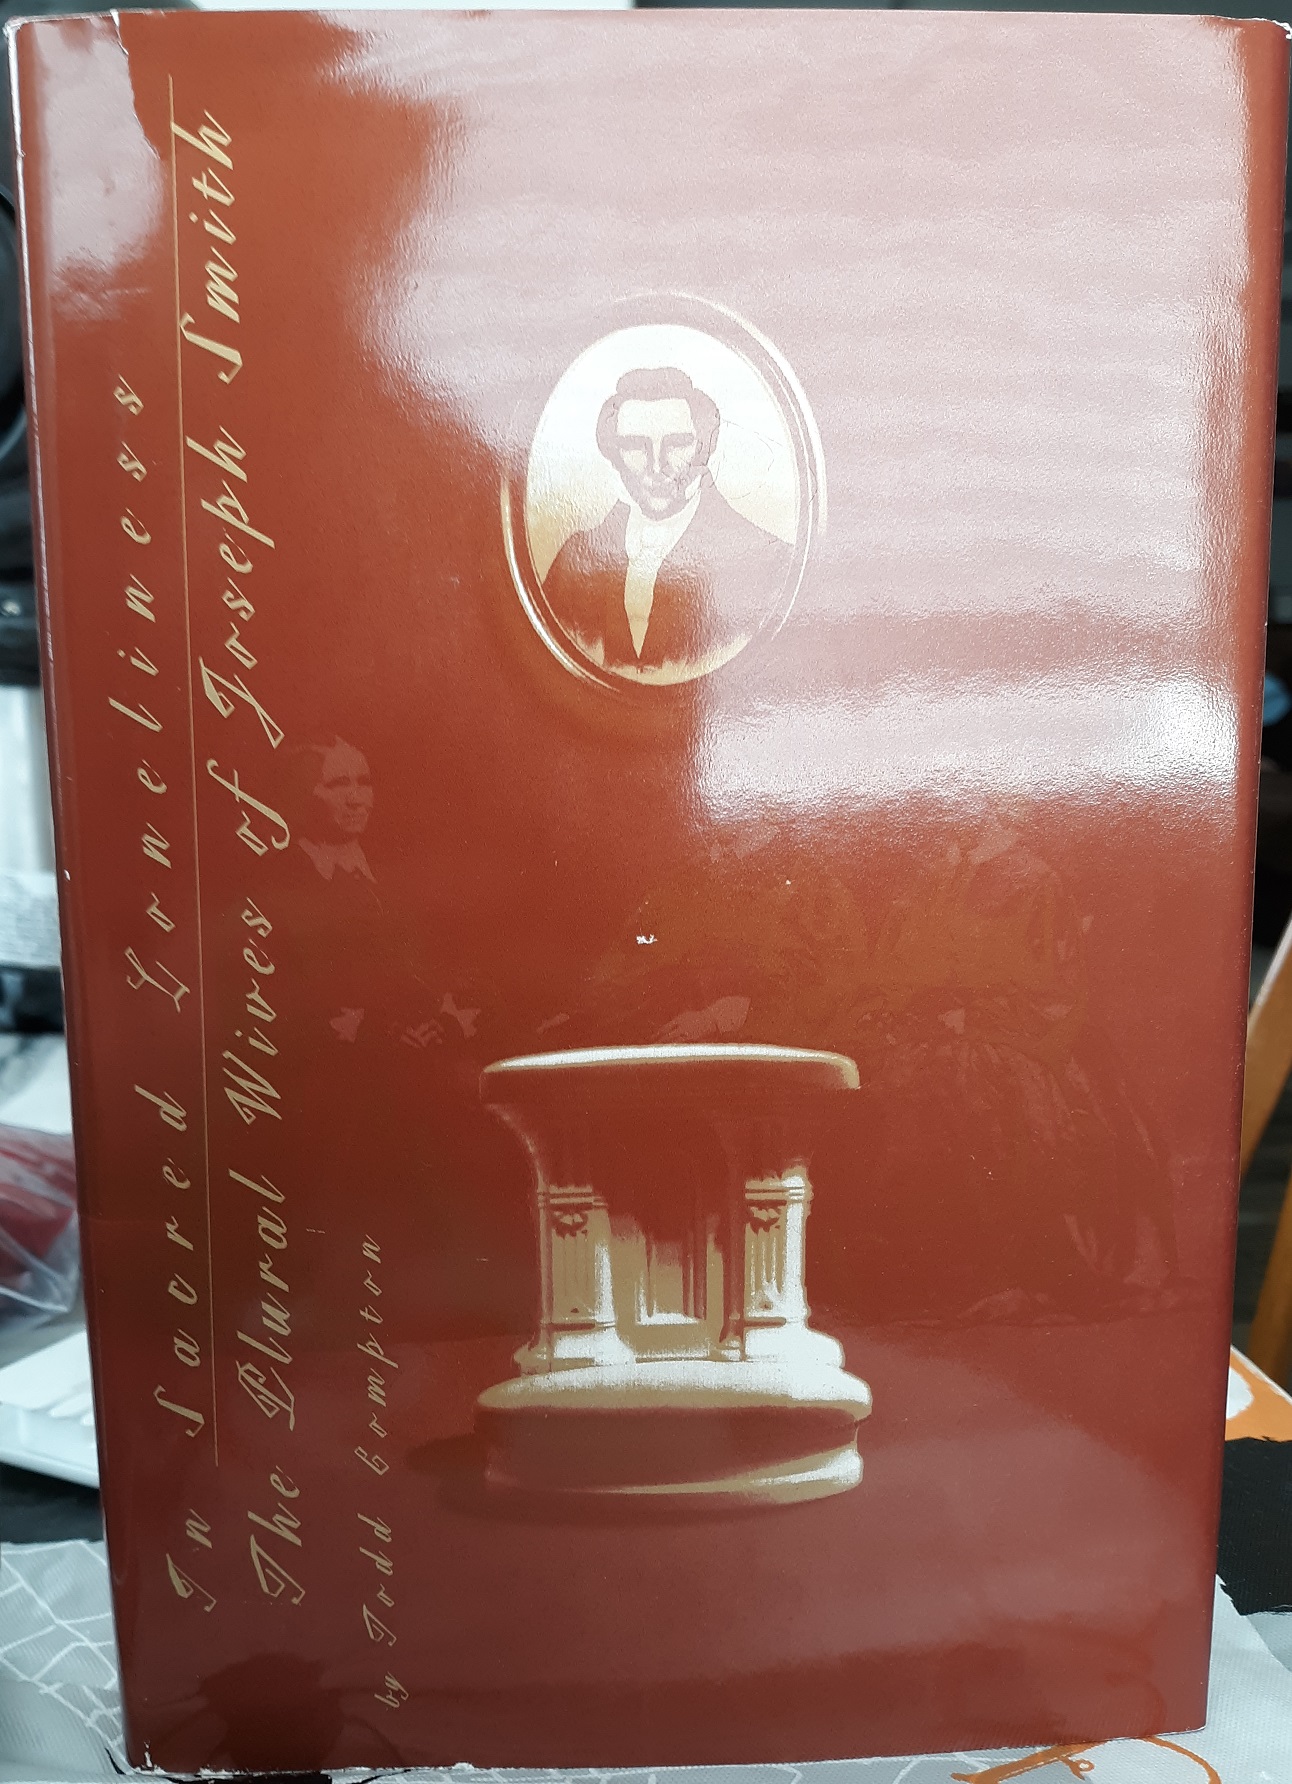 In Sacred Loneliness
The Plural Wives of Joseph Smith
by Todd Compton